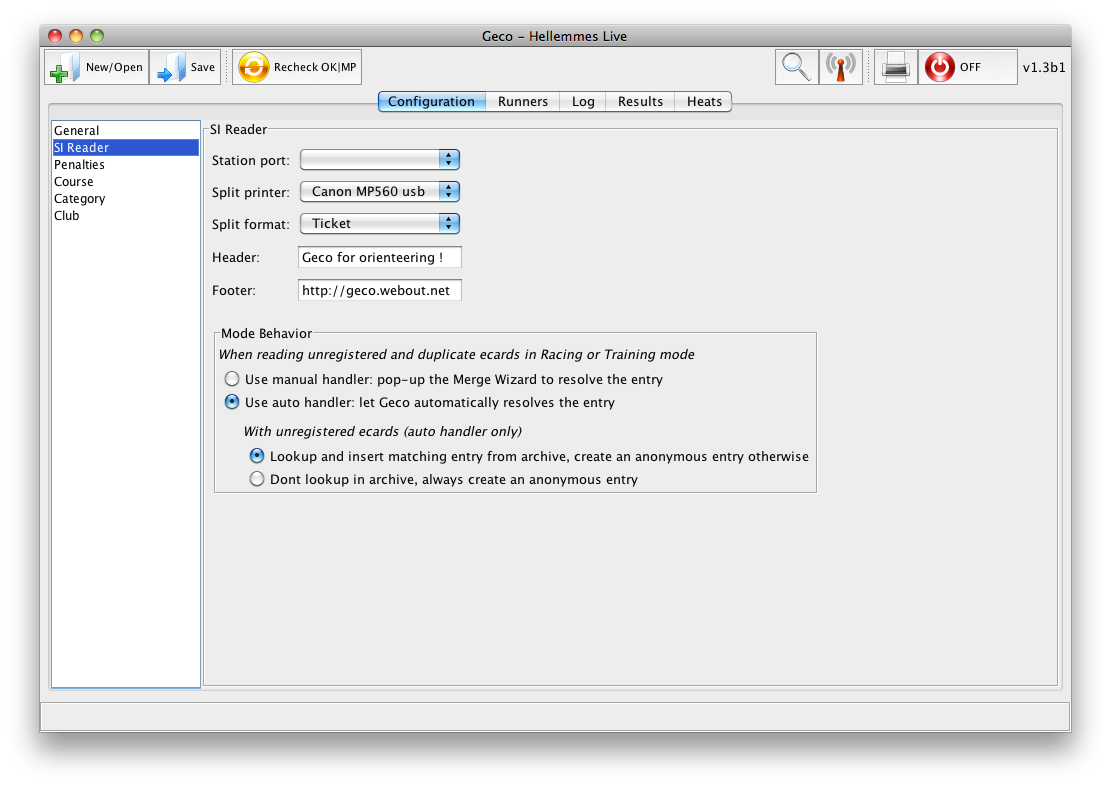 Geco - Hellemmes Live
New/Open Save Recheck OK|MP OFF v1.3b1
Configuration Runners Log Results Heats
General
SI Reader
Penalties
Course
Category
Club
SI Reader
Station port:
Split printer: Canon MP560 usb
Split format: Ticket
Header: Geco for orienteering !
Footer: http://geco.webout.net
Mode Behavior
When reading unregistered and duplicate ecards in Racing or Training mode
Use manual handler: pop-up the Merge Wizard to resolve the entry
Use auto handler: let Geco automatically resolves the entry
With unregistered ecards (auto handler only)
Lookup and insert matching entry from archive, create an anonymous entry otherwise
Dont lookup in archive, always create an anonymous entry